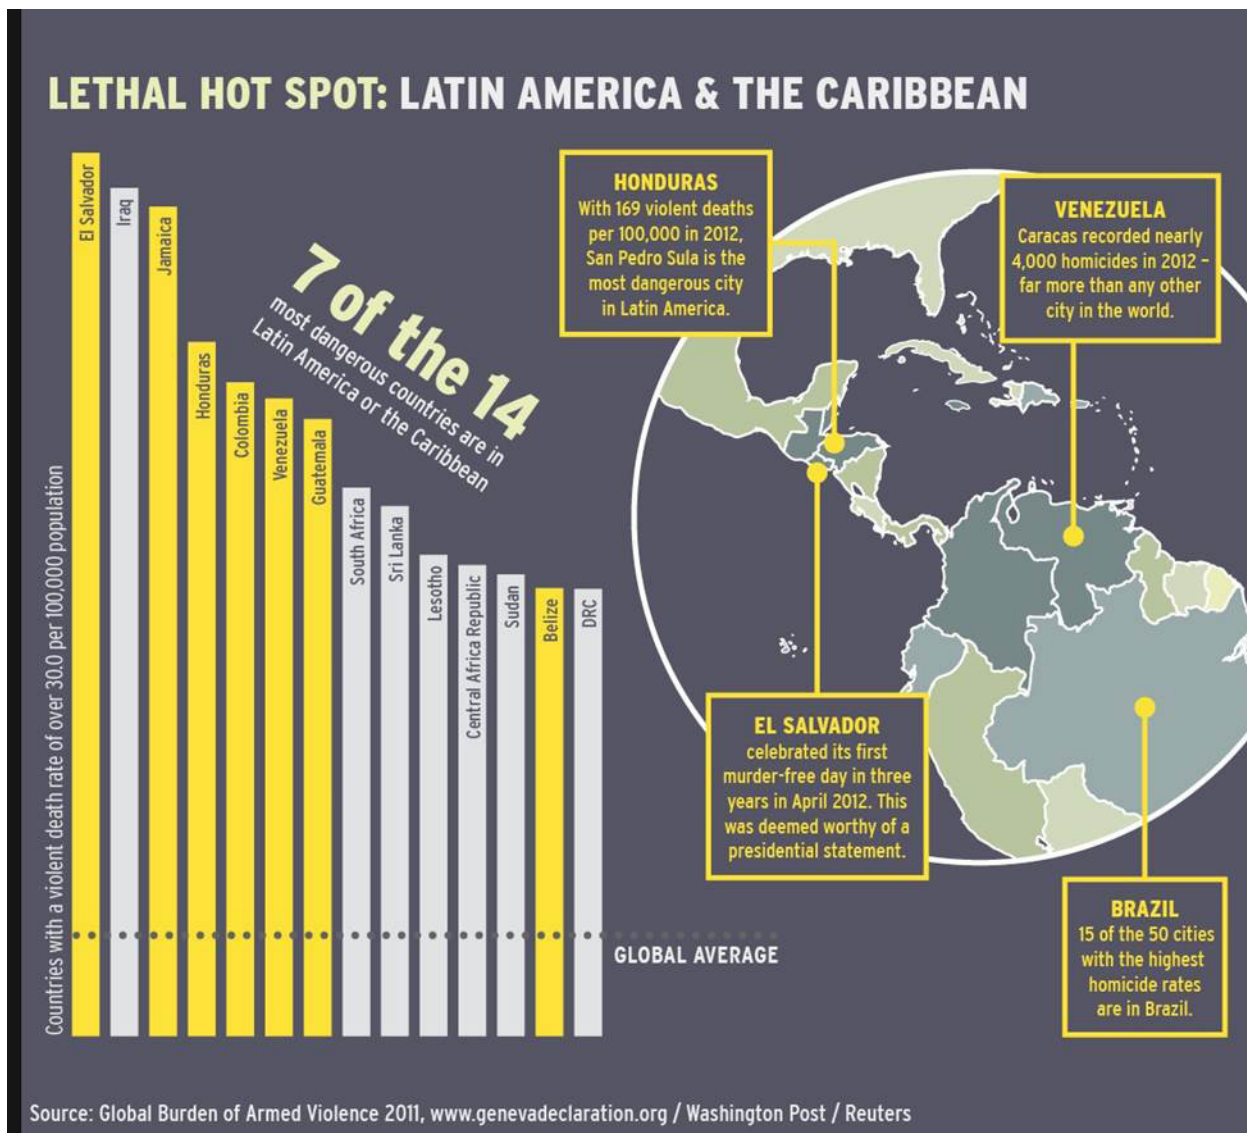 LETHAL HOT SPOT: LATIN AMERICA & THE CARIBBEAN
Countries with a violent death rate of over 30.0 per 100,000 population
El Salvador
Iraq
Jamaica
Honduras
Colombia
Venezuela
Guatemala
South Africa
Sri Lanka
Lesotho
Central Africa Republic
Sudan
Belize
DRC
7 of the 14
most dangerous countries are in
Latin America or the Caribbean
GLOBAL AVERAGE
HONDURAS
With 169 violent deaths
per 100,000 in 2012,
San Pedro Sula is the
most dangerous city
in Latin America.
VENEZUELA
Caracas recorded nearly
4,000 homicides in 2012 –
far more than any other
city in the world.
EL SALVADOR
celebrated its first
murder-free day in three
years in April 2012. This
was deemed worthy of a
presidential statement.
BRAZIL
15 of the 50 cities
with the highest
homicide rates
are in Brazil.
Source: Global Burden of Armed Violence 2011, www.genevadeclaration.org / Washington Post / Reuters